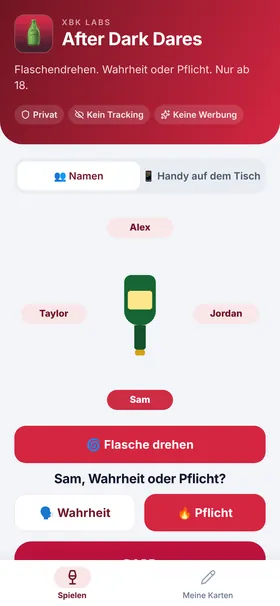 XBK LABS
After Dark Dares
Flaschendrehen. Wahrheit oder Pflicht. Nur ab
18.
Privat
Kein Tracking
Keine Werbung
👥 Namen
📱 Handy auf dem Tisch
Alex
Taylor
Jordan
Sam
🌀 Flasche drehen
Sam, Wahrheit oder Pflicht?
🗣️ Wahrheit
🔥 Pflicht
Spielen
Meine Karten